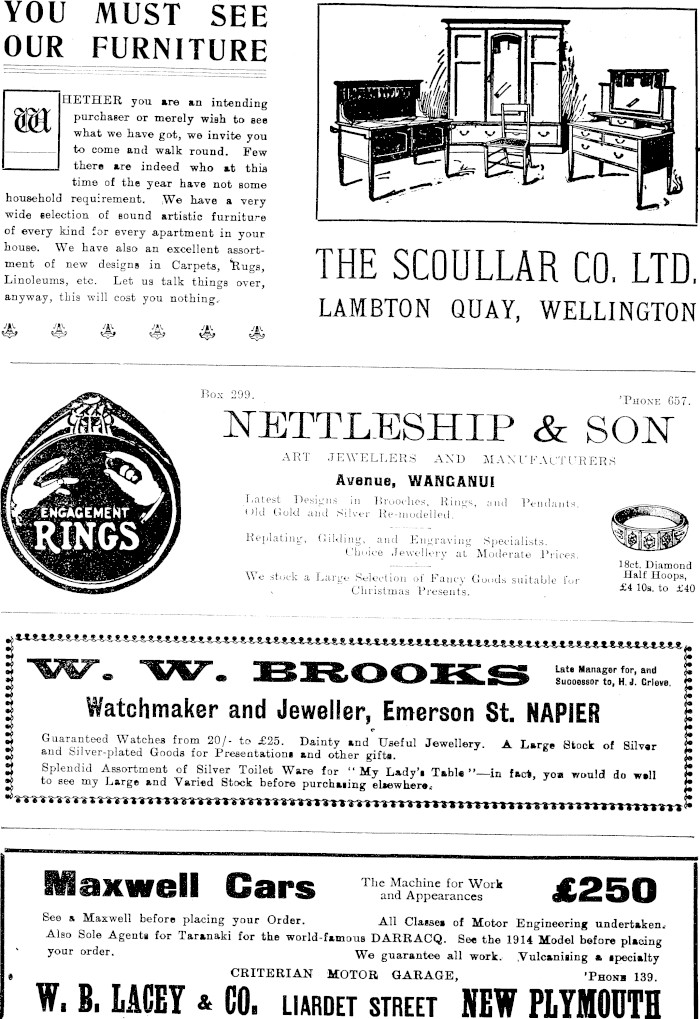 YOU MUST SEE
OUR FURNITURE
WHETHER you are an intending
purchaser or merely wish to see
what we have got, we invite you
to come and walk round. Few
there are indeed who at this
time of the year have not some
household requirement. We have a very
wide selection of sound artistic furniture
of every kind for every apartment in your
house. We have also an excellent assort-
ment of new designs in Carpets, Rugs,
Linoleums, etc. Let us talk things over,
anyway, this will cost you nothing.
THE SCOULLAR CO. LTD.
LAMBTON QUAY, WELLINGTON
ENGAGEMENT
RINGS
Box 299.
'PHONE 657.
NETTLESHIP & SON
ART JEWELLERS AND MANUFACTURERS
Avenue, WANGANUI
Latest Designs in Brooches, Rings, and Pendants.
Old Gold and Silver Re-modelled.
Replating, Gilding, and Engraving Specialists.
Choice Jewellery at Moderate Prices.
We stock a Large Selection of Fancy Goods suitable for
Christmas Presents.
18ct. Diamond
Half Hoops,
£4 10s. to £40
W. W. BROOKS
Late Manager for, and
Successor to, H. J. Grieve.
Watchmaker and Jeweller, Emerson St. NAPIER
Guaranteed Watches from 20/- to £25. Dainty and Useful Jewellery. A Large Stock of Silver
and Silver-plated Goods for Presentations and other gifts.
Splendid Assortment of Silver Toilet Ware for "My Lady's Table"—in fact, you would do well
to see my Large and Varied Stock before purchasing elsewhere.
Maxwell Cars
The Machine for Work
and Appearances
£250
See a Maxwell before placing your Order. All Classes of Motor Engineering undertaken.
Also Sole Agents for Taranaki for the world-famous DARRACQ. See the 1914 Model before placing
your order. We guarantee all work. Vulcanising a specialty
CRITERIAN MOTOR GARAGE, 'PHONE 139.
W. B. LACEY & CO. LIARDET STREET NEW PLYMOUTH